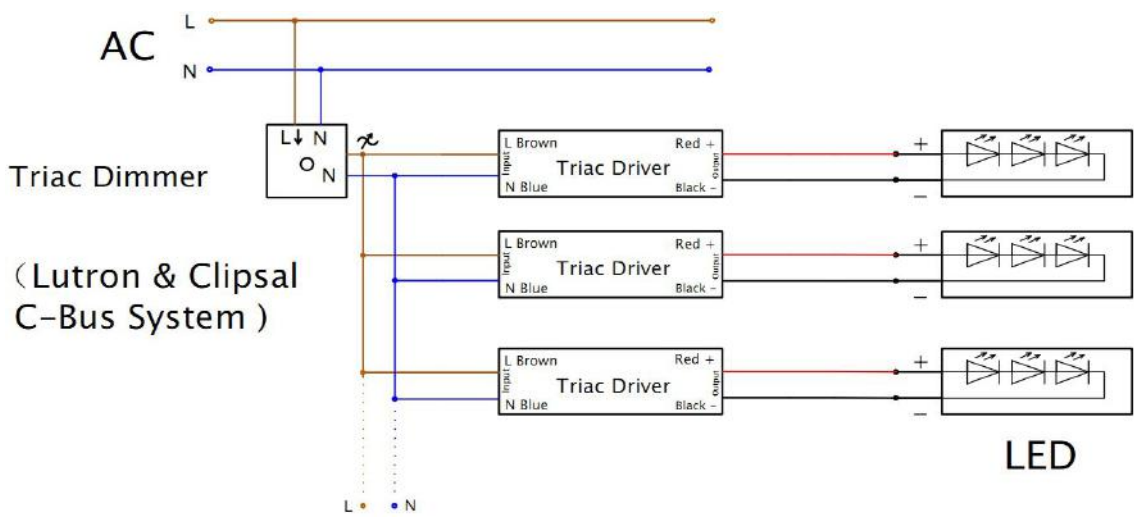 L
AC
N
L N
N
Triac Dimmer
(Lutron & Clipsal
C-Bus System )
L Brown
Input
N Blue
Triac Driver
Red +
Output
Black -
+
−
L Brown
Input
N Blue
Triac Driver
Red +
Output
Black -
+
−
L Brown
Input
N Blue
Triac Driver
Red +
Output
Black -
+
−
LED
L
N